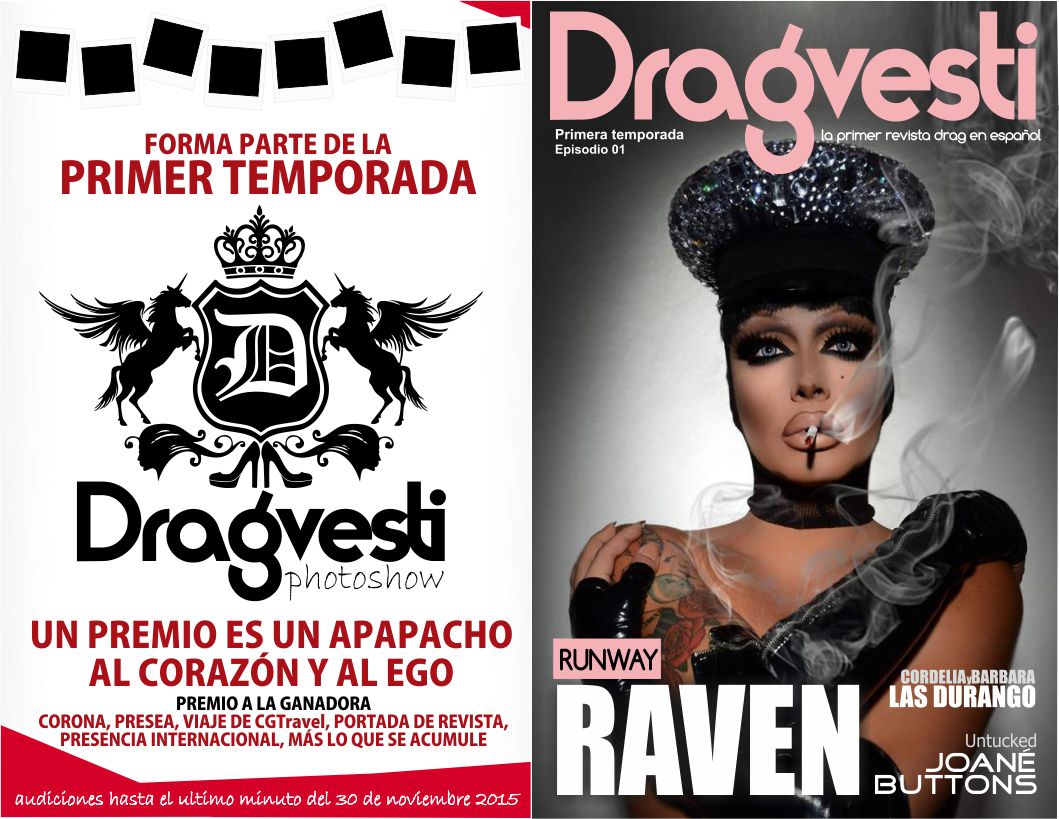 FORMA PARTE DE LA
PRIMER TEMPORADA
D
Dragvesti
photoshow
UN PREMIO ES UN APAPACHO
AL CORAZÓN Y AL EGO
PREMIO A LA GANADORA
CORONA, PRESEA, VIAJE DE CGTravel, PORTADA DE REVISTA,
PRESENCIA INTERNACIONAL, MÁS LO QUE SE ACUMULE
audiciones hasta el ultimo minuto del 30 de noviembre 2015
Dragvesti
Primera temporada
la primer revista drag en español
Episodio 01
RUNWAY
RAVEN
CORDELIA Y BARBARA
LAS DURANGO
Untucked
JOANÉ
BUTTONS